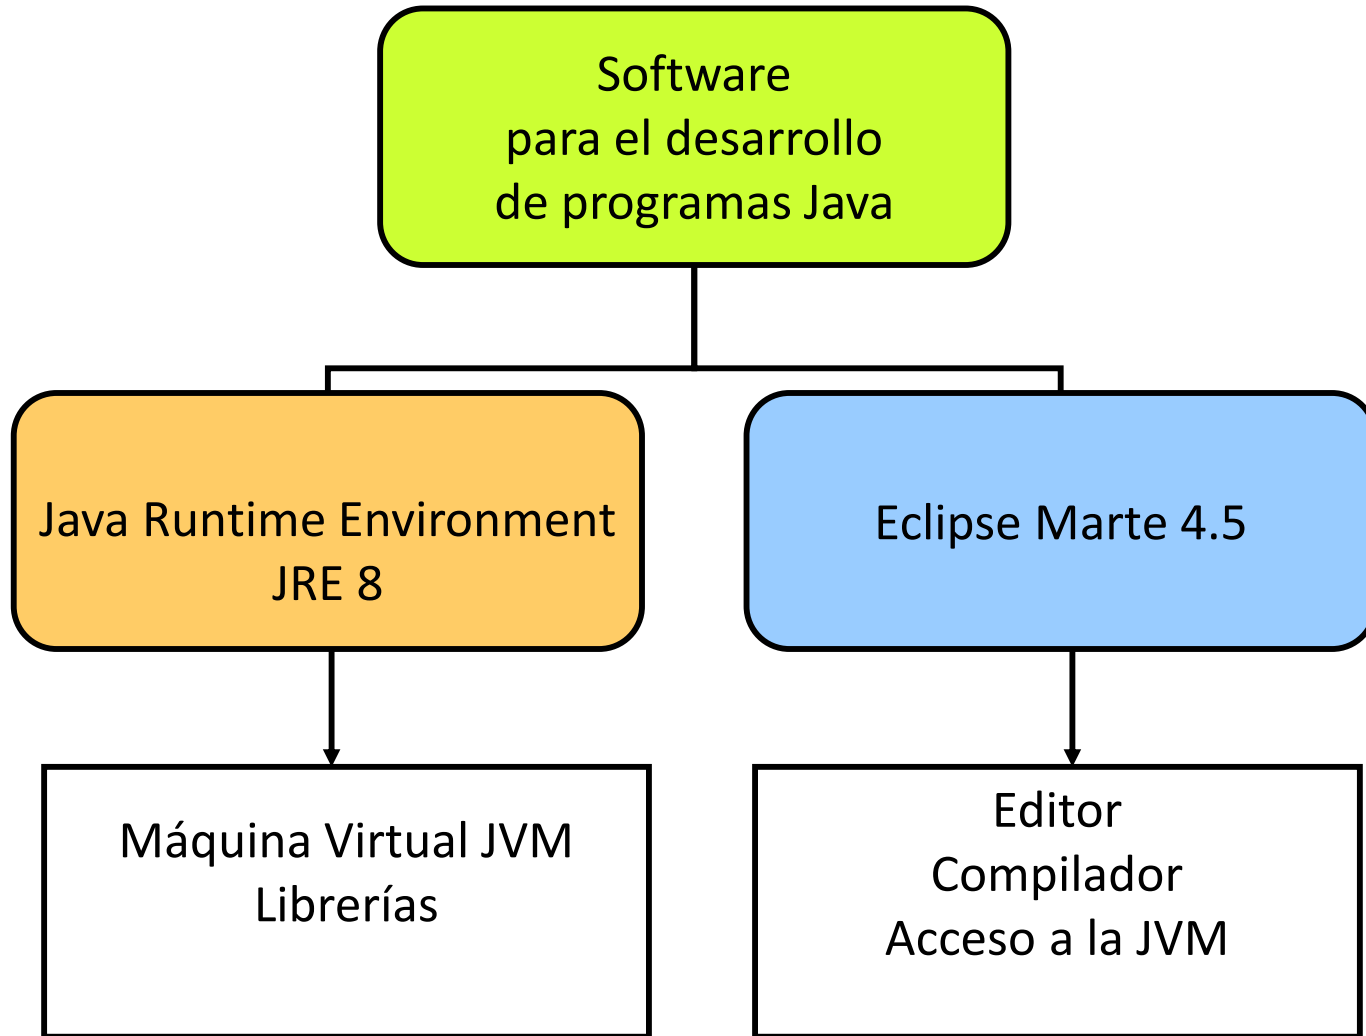 Software
para el desarrollo
de programas Java
Java Runtime Environment
JRE 8
Eclipse Marte 4.5
Máquina Virtual JVM
Librerías
Editor
Compilador
Acceso a la JVM